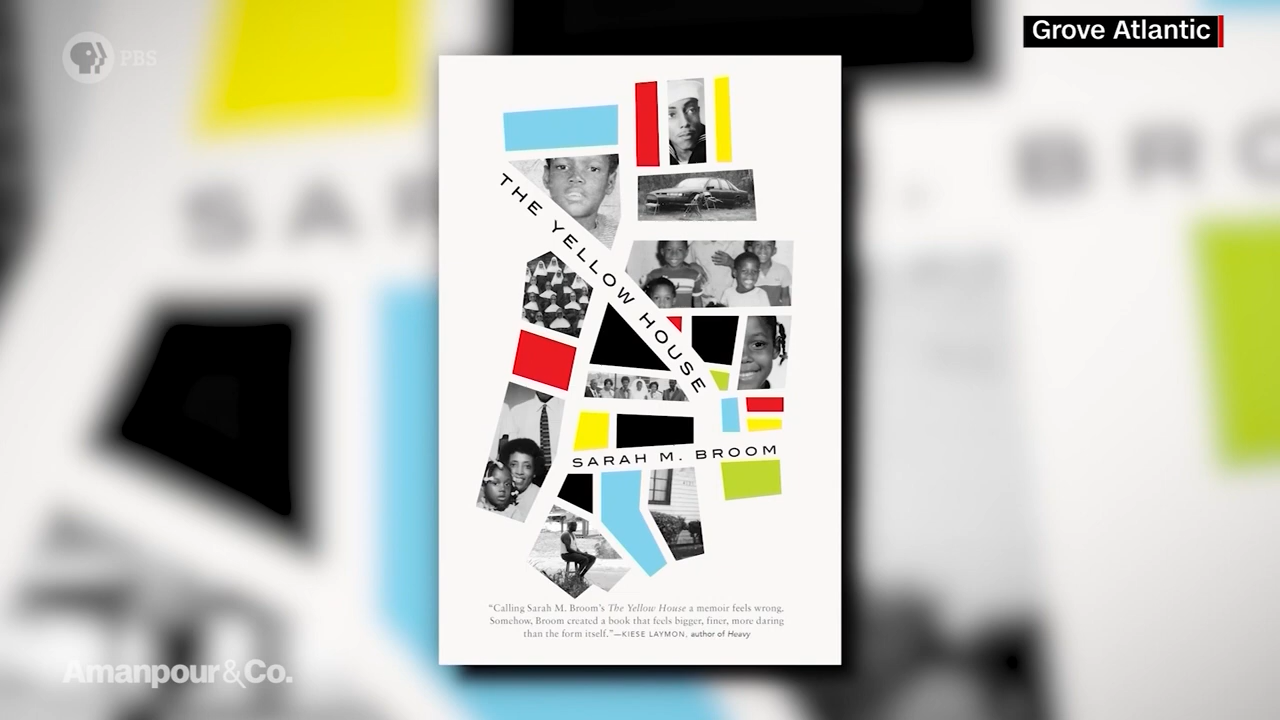 PBS
Grove Atlantic
THE YELLOW HOUSE
SARAH M. BROOM
“Calling Sarah M. Broom’s The Yellow House a memoir feels wrong.
Somehow, Broom created a book that feels bigger, finer, more daring
than the form itself.”—KIESE LAYMON, author of Heavy
Amanpour&Co.